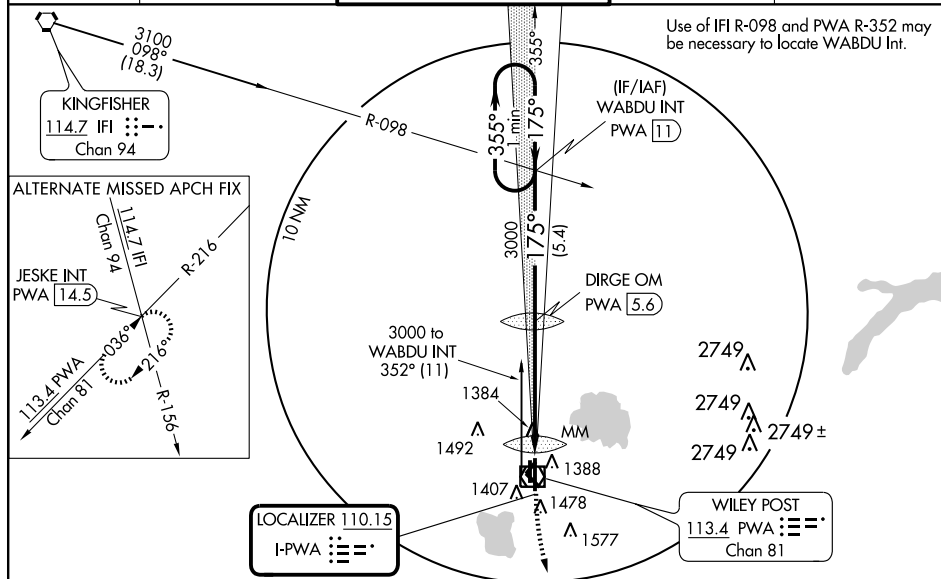 Use of IFI R-098 and PWA R-352 may
be necessary to locate WABDU Int.
3100
098°
(18.3)
KINGFISHER
114.7 IFI
Chan 94
R-098
355°
355°
1 min
175°
(IF/IAF)
WABDU INT
PWA 11
10 NM
3000
175°
(5.4)
ALTERNATE MISSED APCH FIX
114.7 IFI
Chan 94
R-216
JESKE INT
PWA 14.5
036°
216°
113.4 PWA
Chan 81
R-156
DIRGE OM
PWA 5.6
3000 to
WABDU INT
352° (11)
1384
1492
MM
1388
1407
1478
1577
2749
2749
2749 ±
2749
LOCALIZER 110.15
I-PWA
WILEY POST
113.4 PWA
Chan 81